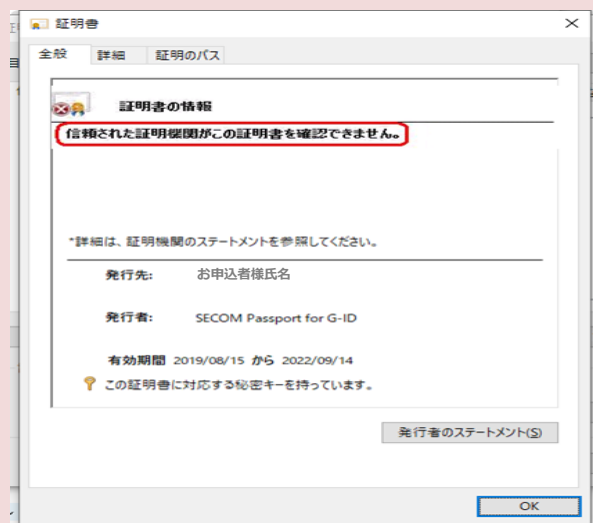 証明書
全般
詳細
証明のパス
証明書の情報
信頼された証明機関がこの証明書を確認できません。
*詳細は、証明機関のステートメントを参照してください。
発行先: お申込者様氏名
発行者: SECOM Passport for G-ID
有効期間 2019/08/15 から 2022/09/14
この証明書に対応する秘密キーを持っています。
発行者のステートメント(S)
OK